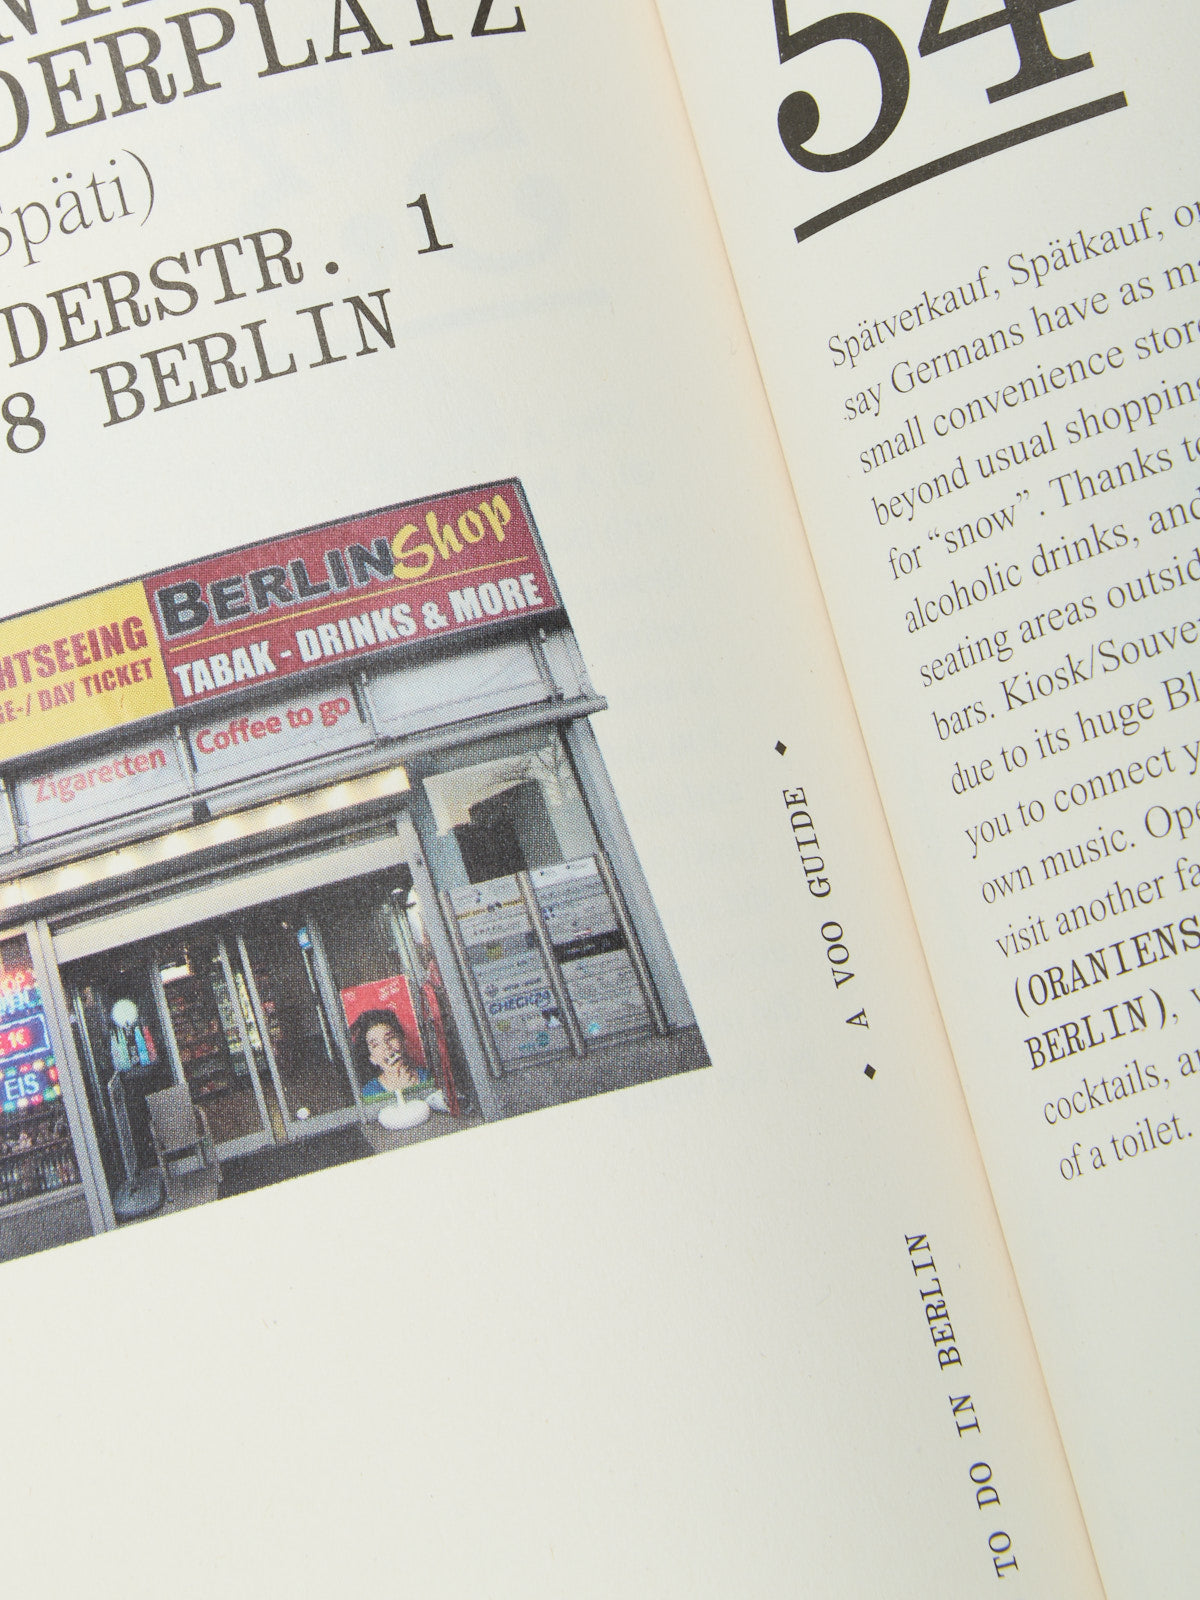 DERPLATZ
Späti)
DERSTR. 1
8 BERLIN
HTSEEING
GE-/ DAY TICKET
BERLINShop
TABAK - DRINKS & MORE
Zigaretten
Coffee to go
1€
EIS
◆ A VOO GUIDE ◆
TO DO IN BERLIN
54
Spätverkauf, Spätkauf, or
say Germans have as ma
small convenience store
beyond usual shopping
for “snow”. Thanks to
alcoholic drinks, and
seating areas outsid
bars. Kiosk/Souve
due to its huge Bl
you to connect y
own music. Ope
visit another fa
(ORANIENS
BERLIN),
cocktails, a
of a toilet.